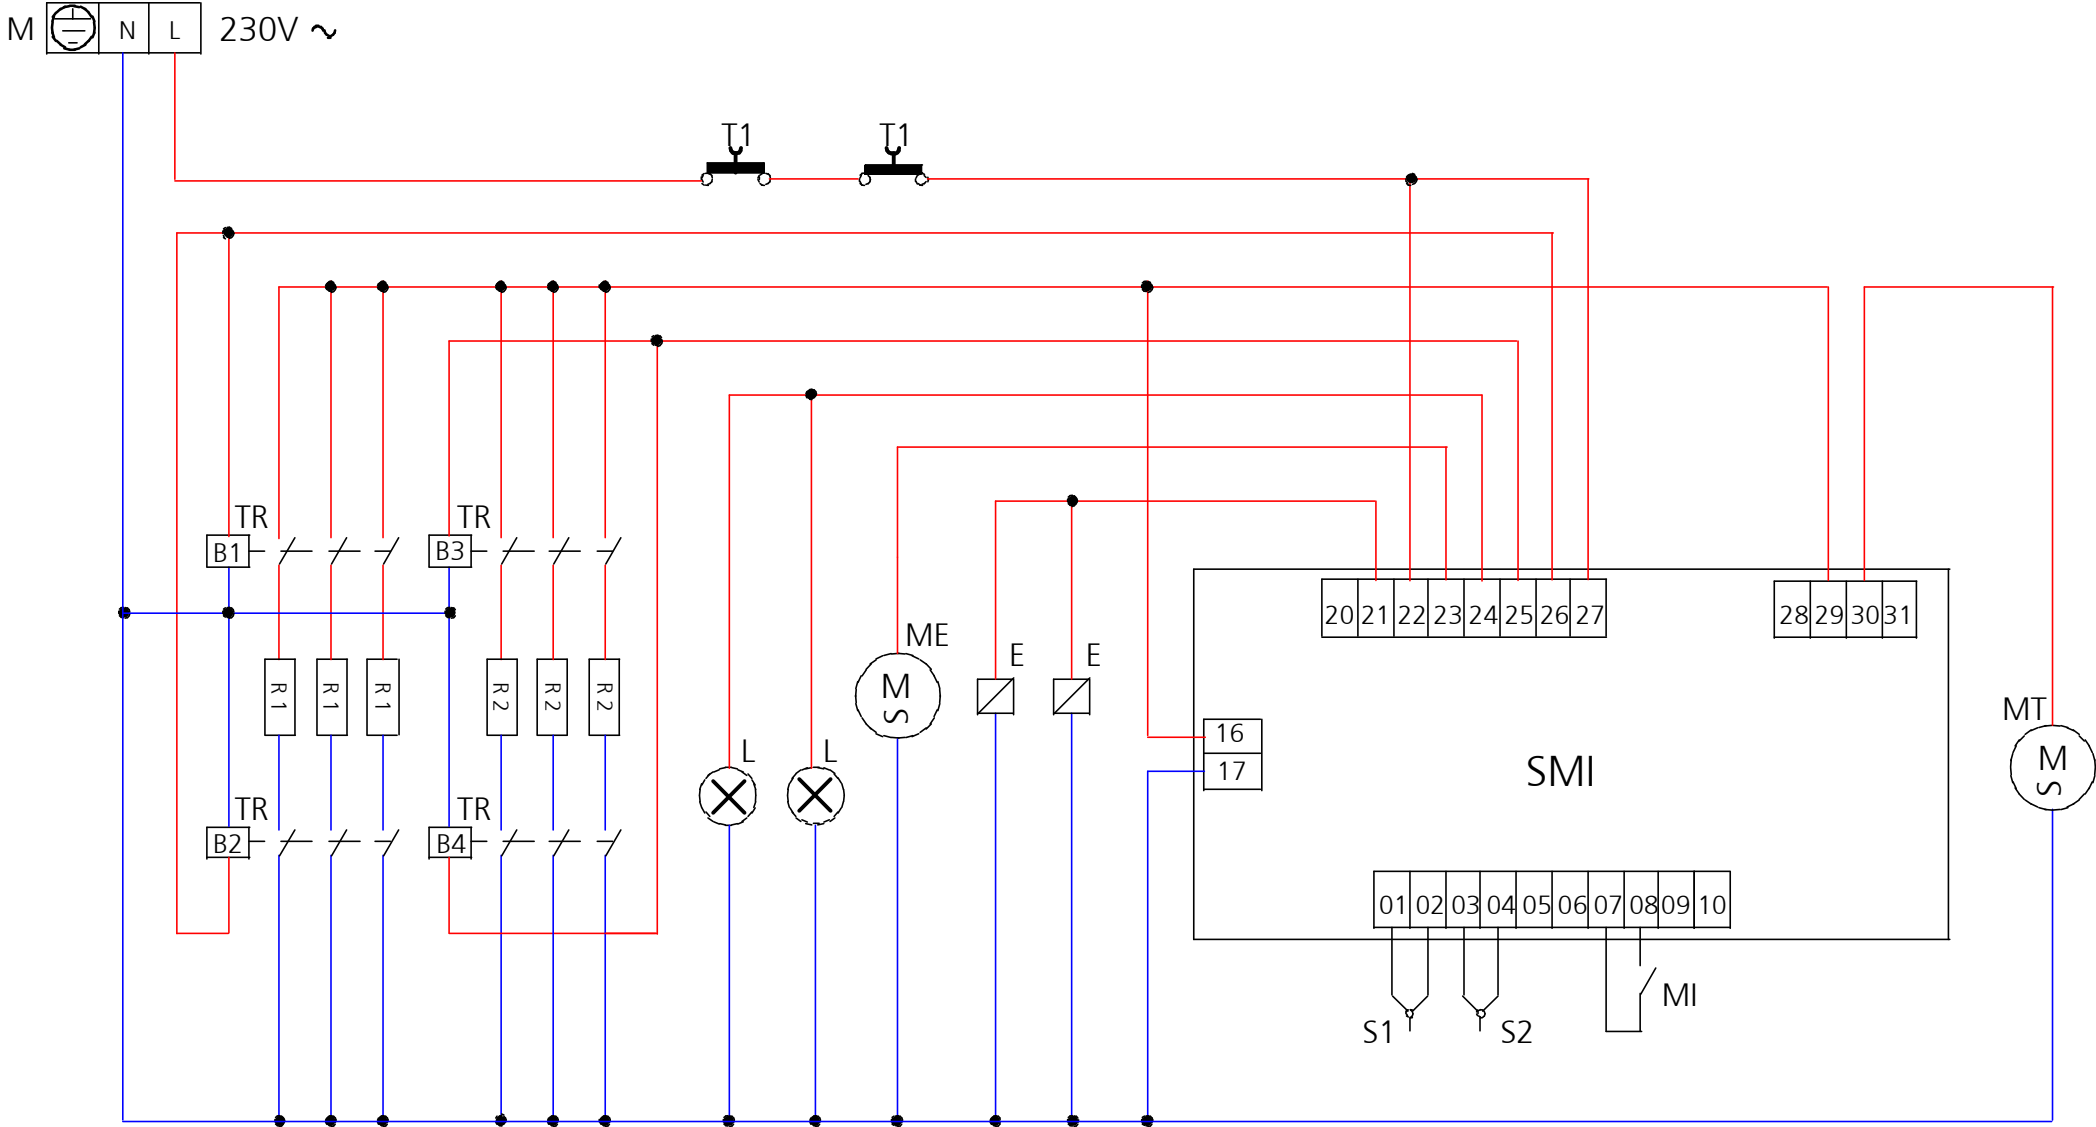 M N L 230V ~
T1 T1
TR TR
B1 B3
20 21 22 23 24 25 26 27 28 29 30 31
ME
E E
M
S
R1 R1 R1 R2 R2 R2
MT
16
17
L L
SMI
M
S
TR TR
B2 B4
01 02 03 04 05 06 07 08 09 10
MI
S1 S2